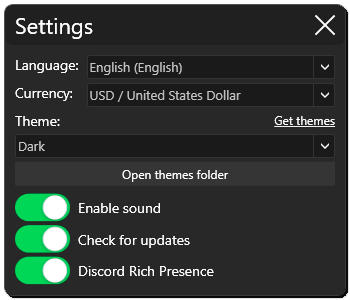 Settings
Language: English (English)
Currency: USD / United States Dollar
Theme: Get themes
Dark
Open themes folder
Enable sound
Check for updates
Discord Rich Presence